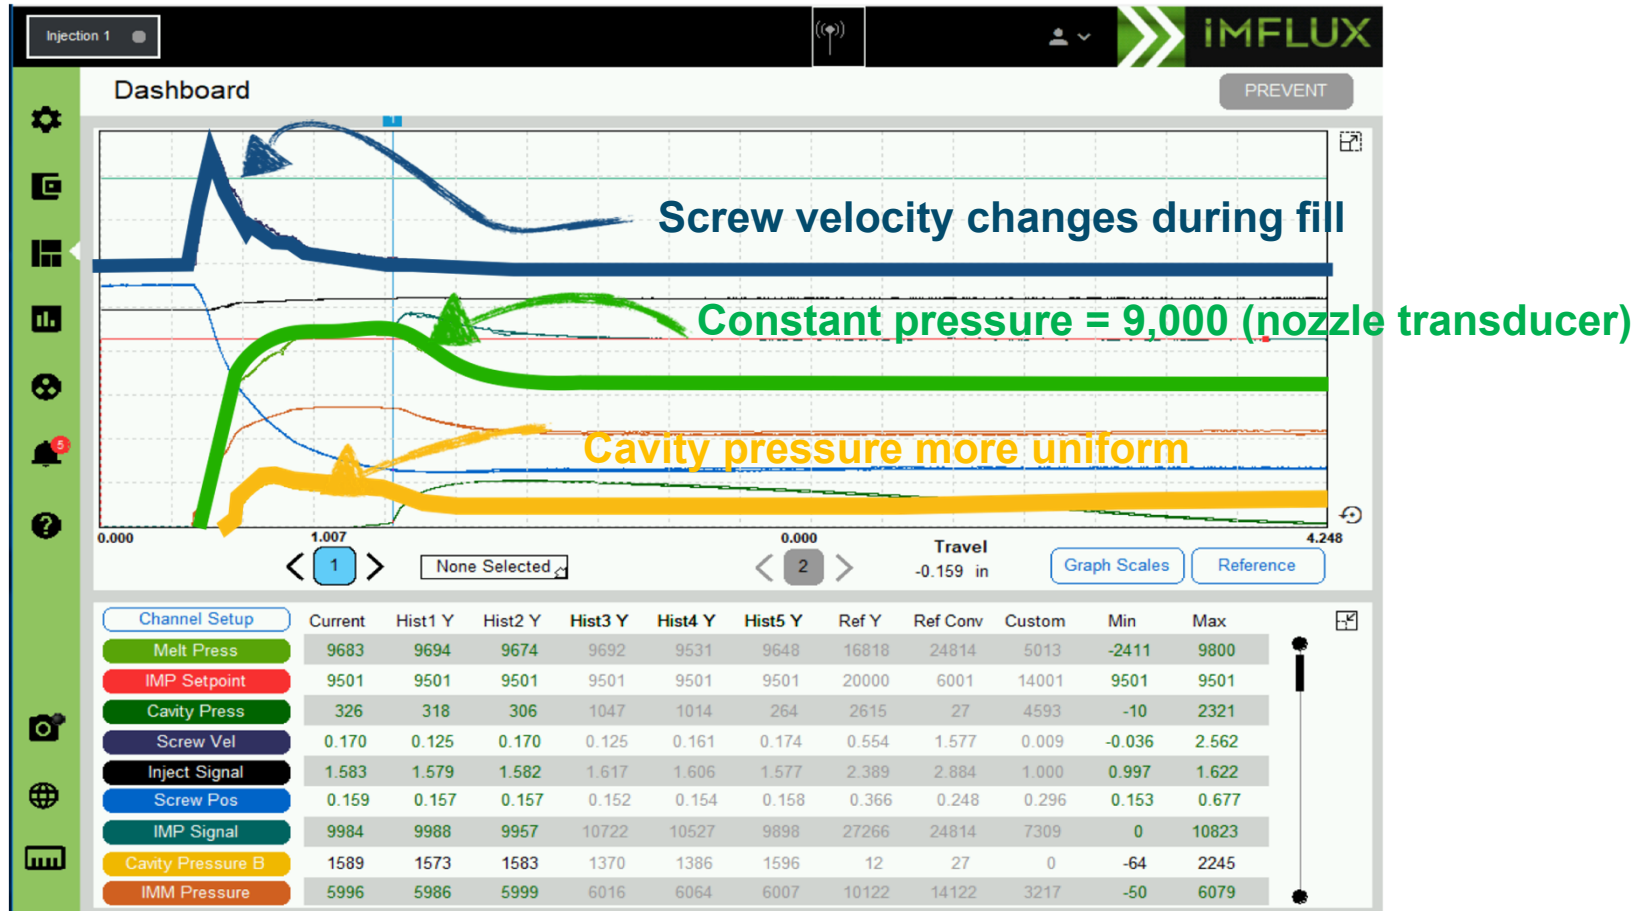 Injection 1
iMFLUX
Dashboard
PREVENT
1
Screw velocity changes during fill
Constant pressure = 9,000 (nozzle transducer)
Cavity pressure more uniform
5
?
0.000 1.007 0.000 4.248
1 None Selected 2 Travel -0.159 in Graph Scales Reference
Channel Setup Current Hist1 Y Hist2 Y Hist3 Y Hist4 Y Hist5 Y Ref Y Ref Conv Custom Min Max
Melt Press 9683 9694 9674 9692 9531 9648 16818 24814 5013 -2411 9800
IMP Setpoint 9501 9501 9501 9501 9501 9501 20000 6001 14001 9501 9501
Cavity Press 326 318 306 1047 1014 264 2615 27 4593 -10 2321
Screw Vel 0.170 0.125 0.170 0.125 0.161 0.174 0.554 1.577 0.009 -0.036 2.562
Inject Signal 1.583 1.579 1.582 1.617 1.606 1.577 2.389 2.884 1.000 0.997 1.622
Screw Pos 0.159 0.157 0.157 0.152 0.154 0.158 0.366 0.248 0.296 0.153 0.677
IMP Signal 9984 9988 9957 10722 10527 9898 27266 24814 7309 0 10823
Cavity Pressure B 1589 1573 1583 1370 1386 1596 12 27 0 -64 2245
IMM Pressure 5996 5986 5999 6016 6064 6007 10122 14122 3217 -50 6079